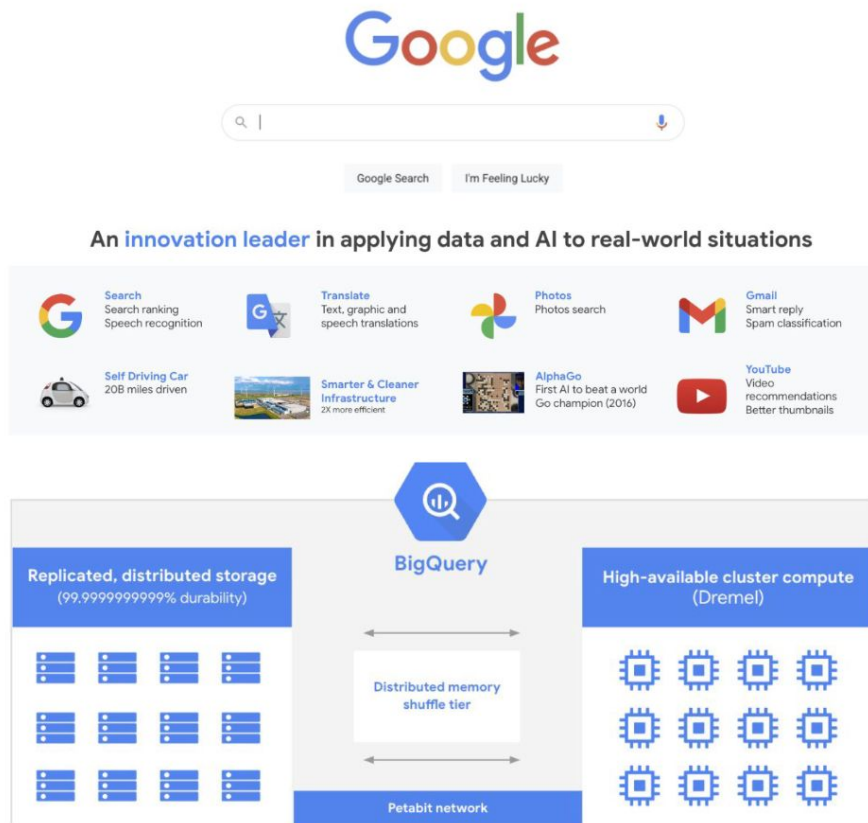 Google
Google Search
I'm Feeling Lucky
An innovation leader in applying data and AI to real-world situations
Search
Search ranking
Speech recognition
Translate
Text, graphic and
speech translations
Photos
Photos search
Gmail
Smart reply
Spam classification
Self Driving Car
20B miles driven
Smarter & Cleaner
Infrastructure
2X more efficient
AlphaGo
First AI to beat a world
Go champion (2016)
YouTube
Video
recommendations
Better thumbnails
BigQuery
Replicated, distributed storage
(99.9999999999% durability)
Distributed memory
shuffle tier
Petabit network
High-available cluster compute
(Dremel)